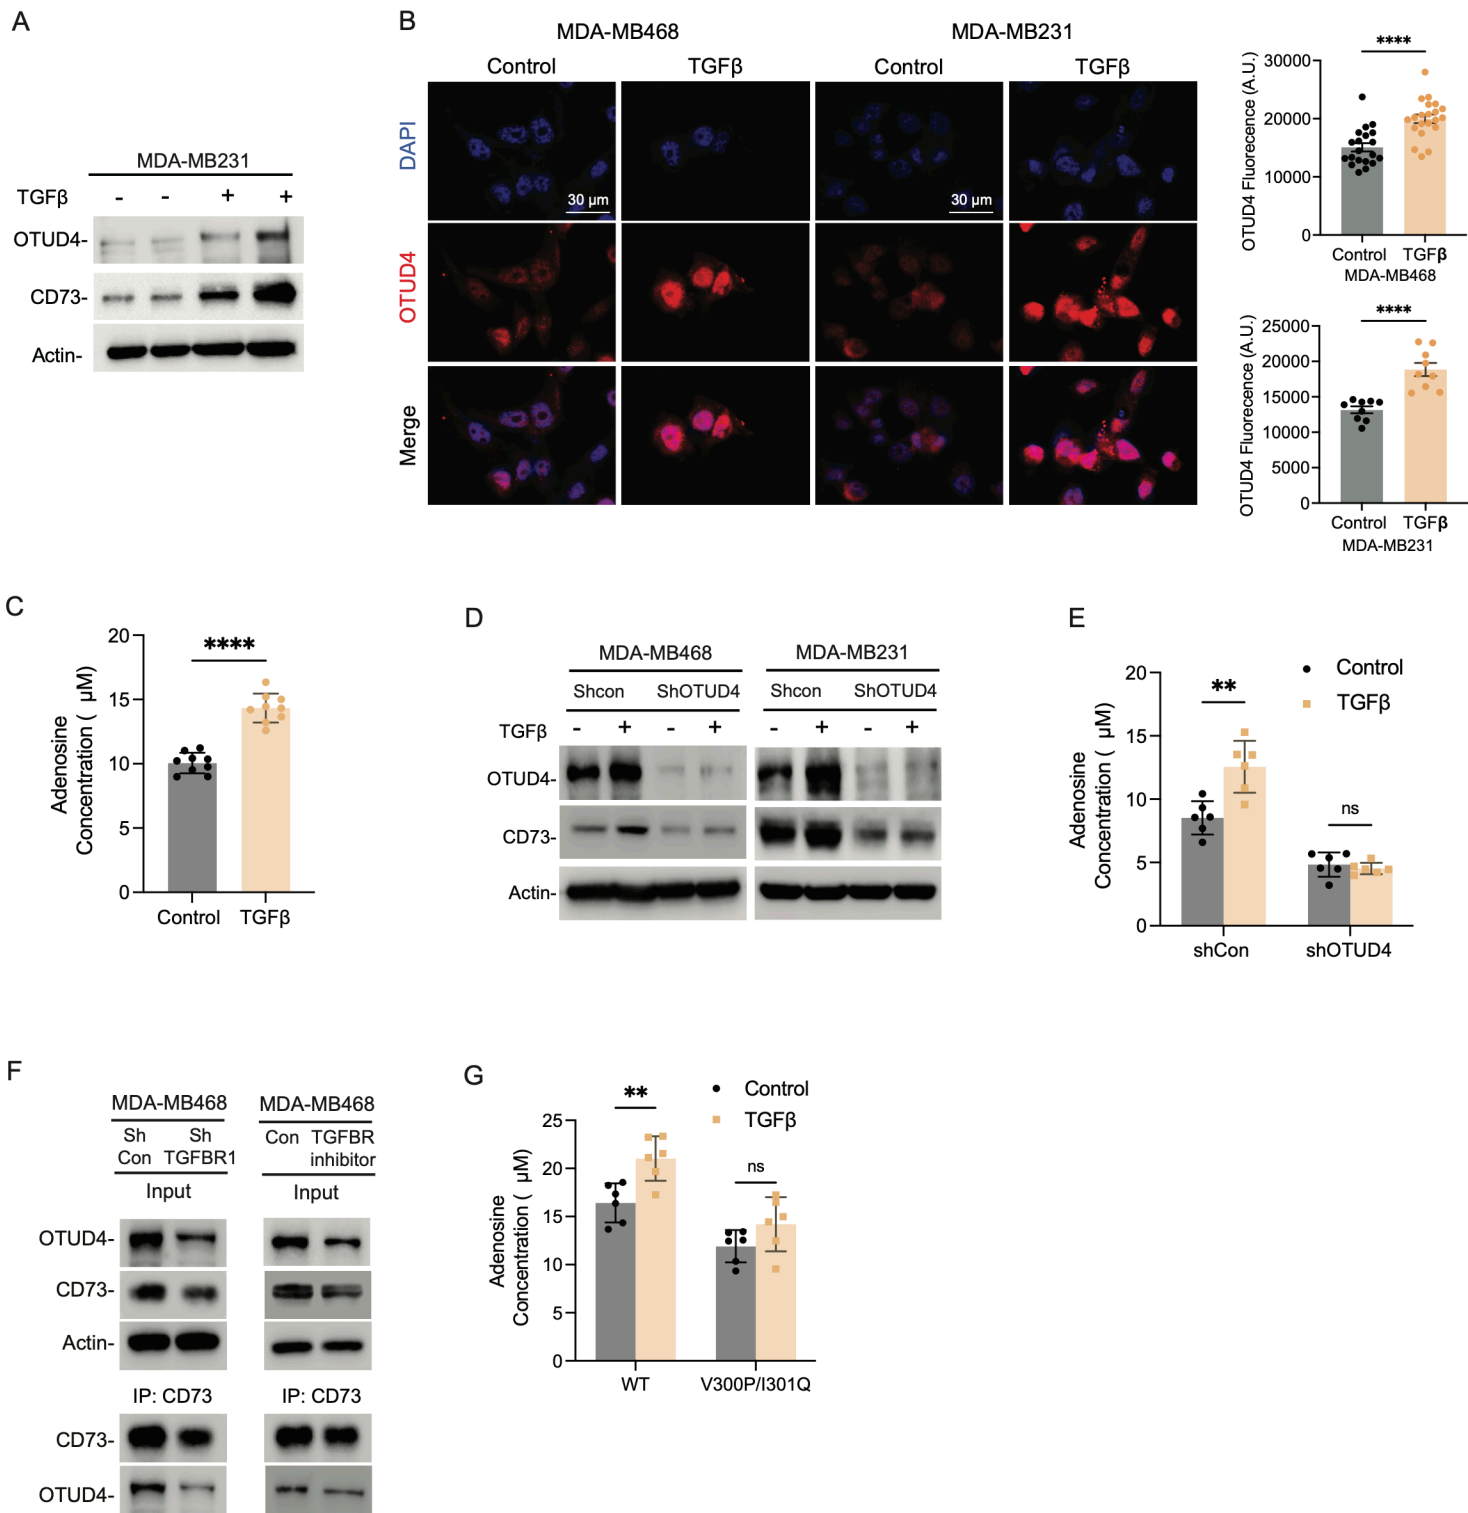 A
MDA-MB231
TGFβ - - + +
OTUD4-
CD73-
Actin-
B
MDA-MB468 MDA-MB231
Control TGFβ Control TGFβ
DAPI
30 µm 30 µm
OTUD4
Merge
****
OTUD4 Fluorescence (A.U.)
30000
20000
10000
0
Control TGFβ
MDA-MB468
****
OTUD4 Fluorescence (A.U.)
25000
20000
15000
10000
5000
0
Control TGFβ
MDA-MB231
C
****
Adenosine
Concentration ( µM)
20
15
10
5
0
Control TGFβ
D
MDA-MB468 MDA-MB231
Shcon ShOTUD4 Shcon ShOTUD4
TGFβ - + - + - + - +
OTUD4-
CD73-
Actin-
E
Control
TGFβ
**
ns
Adenosine
Concentration ( µM)
20
15
10
5
0
shCon shOTUD4
F
MDA-MB468 MDA-MB468
Sh Sh Con TGFBR
Con TGFBR1 inhibitor
Input Input
OTUD4-
CD73-
Actin-
IP: CD73 IP: CD73
CD73-
OTUD4-
G
Control
TGFβ
**
ns
Adenosine
Concentration ( µM)
25
20
15
10
5
0
WT V300P/I301Q